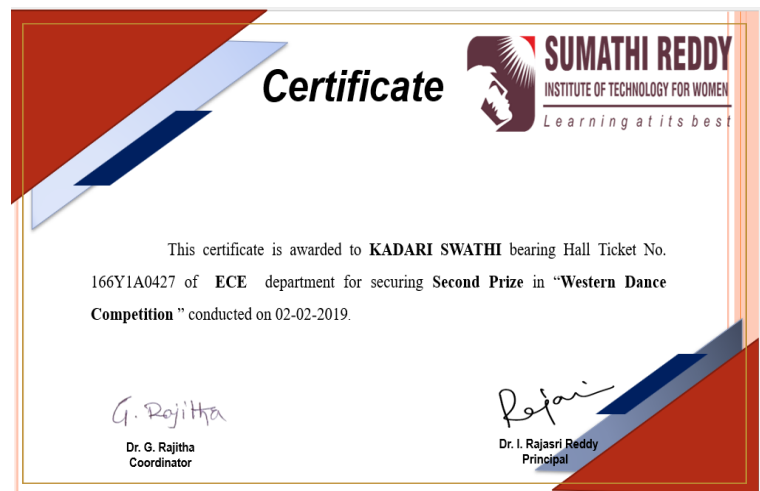 Certificate
SUMATHI REDDY
INSTITUTE OF TECHNOLOGY FOR WOMEN
Learning at its best
This certificate is awarded to KADARI SWATHI bearing Hall Ticket No.
166Y1A0427 of ECE department for securing Second Prize in “Western Dance
Competition ” conducted on 02-02-2019.
G. Rajitha
Rajasri
Dr. G. Rajitha
Coordinator
Dr. I. Rajasri Reddy
Principal